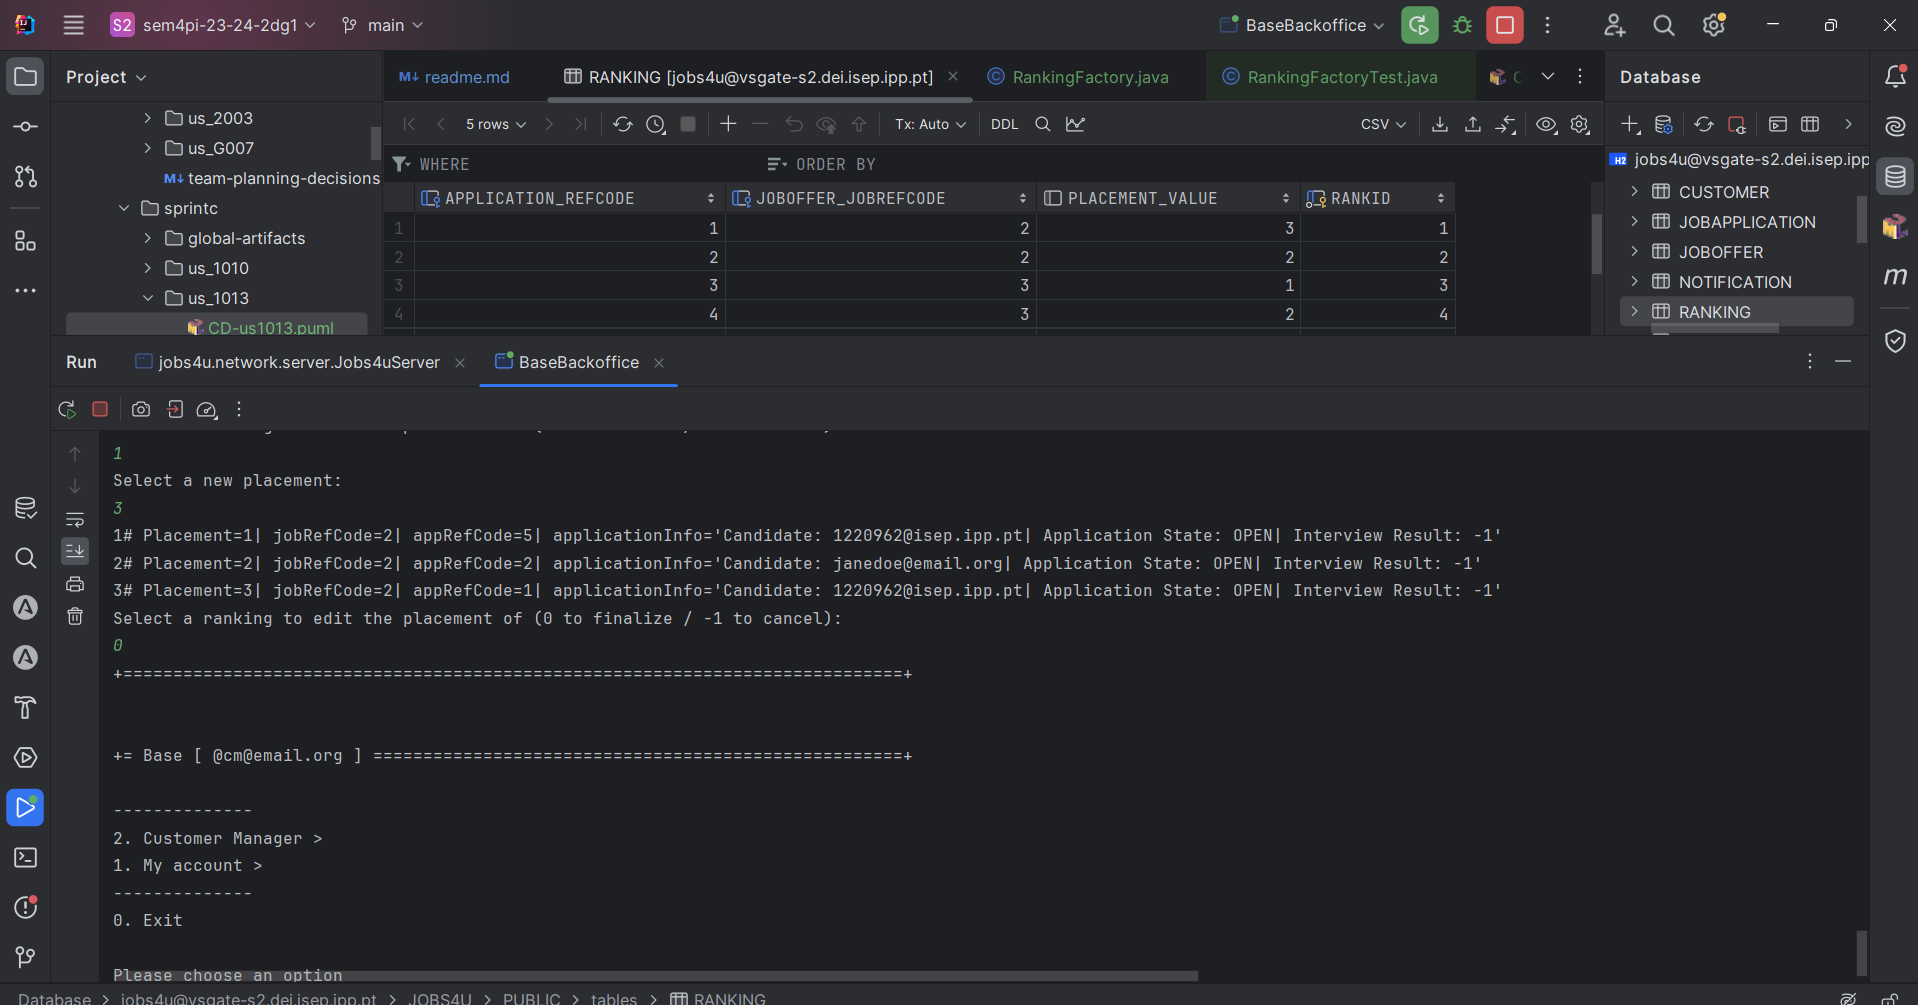 S2 sem4pi-23-24-2dg1 main BaseBackoffice
Project
readme.md RANKING [jobs4u@vsgate-s2.dei.isep.ipp.pt] RankingFactory.java RankingFactoryTest.java C
Database
us_2003
us_G007
team-planning-decisions
sprintc
global-artifacts
us_1010
us_1013
CD-us1013.puml
5 rows Tx: Auto DDL CSV
WHERE ORDER BY
APPLICATION_REFCODE JOBOFFER_JOBREFCODE PLACEMENT_VALUE RANKID
1 1 2 3 1
2 2 2 2 2
3 3 3 1 3
4 4 3 2 4
jobs4u@vsgate-s2.dei.isep.ipp
CUSTOMER
JOBAPPLICATION
JOBOFFER
NOTIFICATION
RANKING
Run jobs4u.network.server.Jobs4uServer BaseBackoffice
1
Select a new placement:
3
1# Placement=1| jobRefCode=2| appRefCode=5| applicationInfo='Candidate: 1220962@isep.ipp.pt| Application State: OPEN| Interview Result: -1'
2# Placement=2| jobRefCode=2| appRefCode=2| applicationInfo='Candidate: janedoe@email.org| Application State: OPEN| Interview Result: -1'
3# Placement=3| jobRefCode=2| appRefCode=1| applicationInfo='Candidate: 1220962@isep.ipp.pt| Application State: OPEN| Interview Result: -1'
Select a ranking to edit the placement of (0 to finalize / -1 to cancel):
0
+==============================================================================+
+= Base [ @cm@email.org ] =====================================================+
--------------
2. Customer Manager >
1. My account >
--------------
0. Exit
Please choose an option
Database > jobs4u@vsgate-s2.dei.isep.ipp.pt > JOBS4U > PUBLIC > tables > RANKING